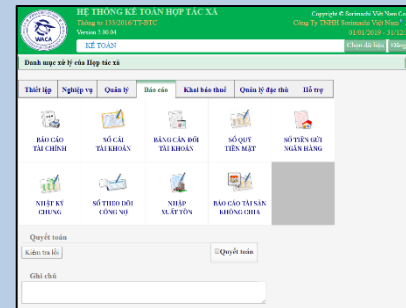 HỆ THỐNG KẾ TOÁN HỢP TÁC XÃ
Thông tư 133/2016/TT-BTC
Version 2.00.04
KẾ TOÁN
WACA
Copyright © Sorimachi Việt Nam Co
Công Ty TNHH Sorimachi Việt Nam
01/01/2019 - 31/12/
Chọn dữ liệu
Danh mục xử lý của Hợp tác xã
Thiết lập Nghiệp vụ Quản lý Báo cáo Khai báo thuế Quản lý đặc thù Hỗ trợ
BÁO CÁO TÀI CHÍNH
SỔ CÁI TÀI KHOẢN
BẢNG CÂN ĐỐI TÀI KHOẢN
SỔ QUỸ TIỀN MẶT
SỔ TIỀN GỬI NGÂN HÀNG
NHẬT KÝ CHUNG
SỔ THEO DÕI CÔNG NỢ
NHẬP XUẤT TỒN
BÁO CÁO TÀI SẢN KHÔNG CHIA
Quyết toán
Kiểm tra lỗi
Quyết toán
Ghi chú